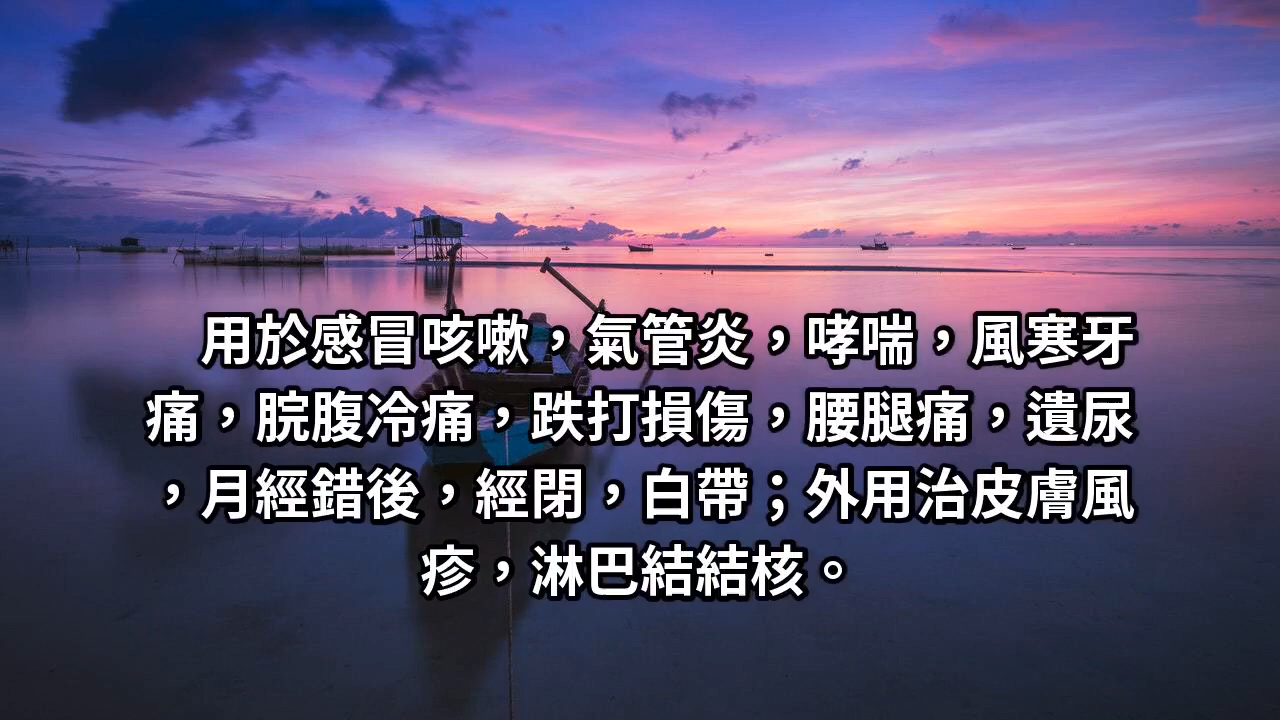 用於感冒咳嗽，氣管炎，哮喘，風寒牙
痛，脘腹冷痛，跌打損傷，腰腿痛，遺尿
，月經錯後，經閉，白帶；外用治皮膚風
疹，淋巴結結核。